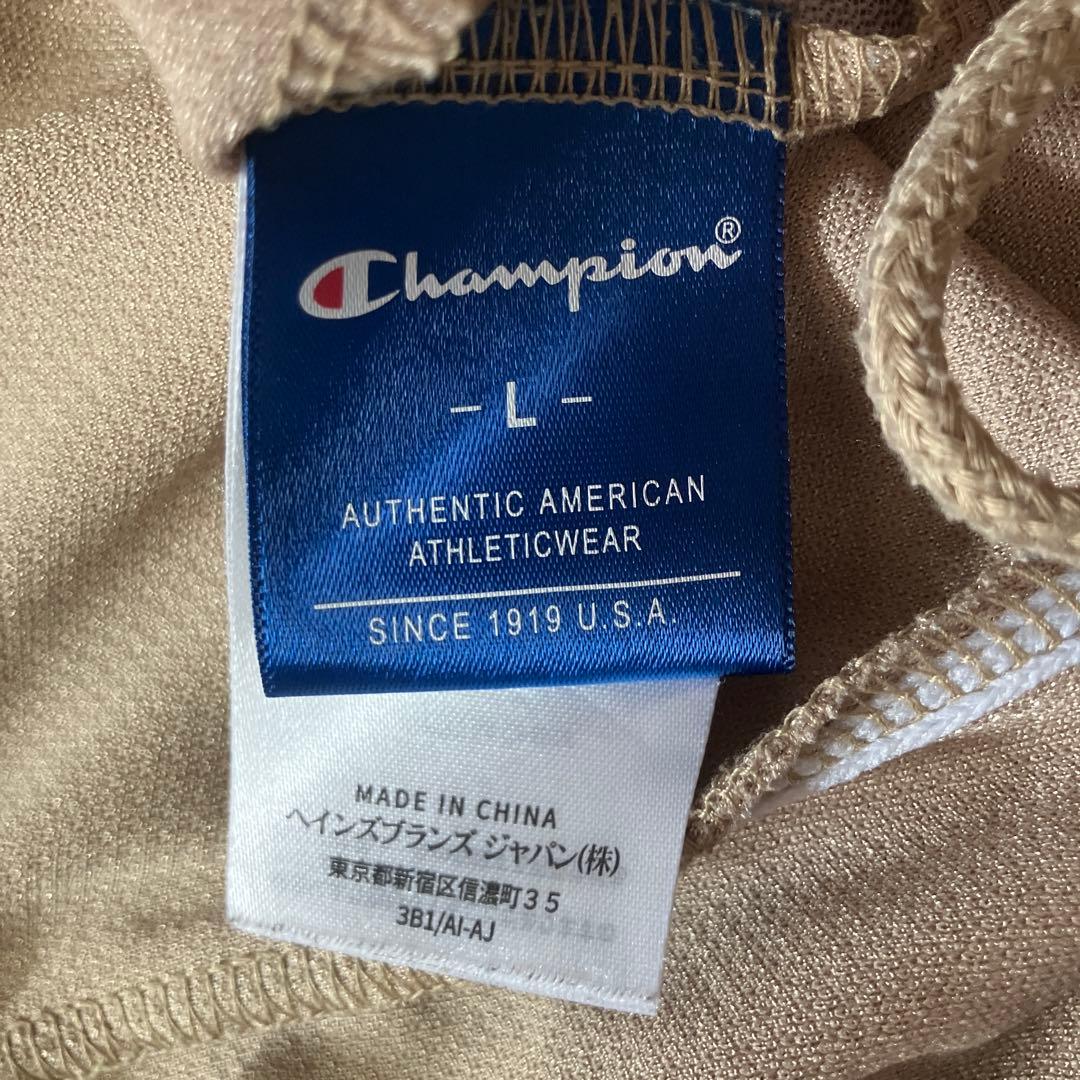 Champion®
- L -
AUTHENTIC AMERICAN
ATHLETICWEAR
SINCE 1919 U.S.A.
MADE IN CHINA
ヘインズブランズ ジャパン(株)
東京都新宿区信濃町35
3B1/AI-AJ